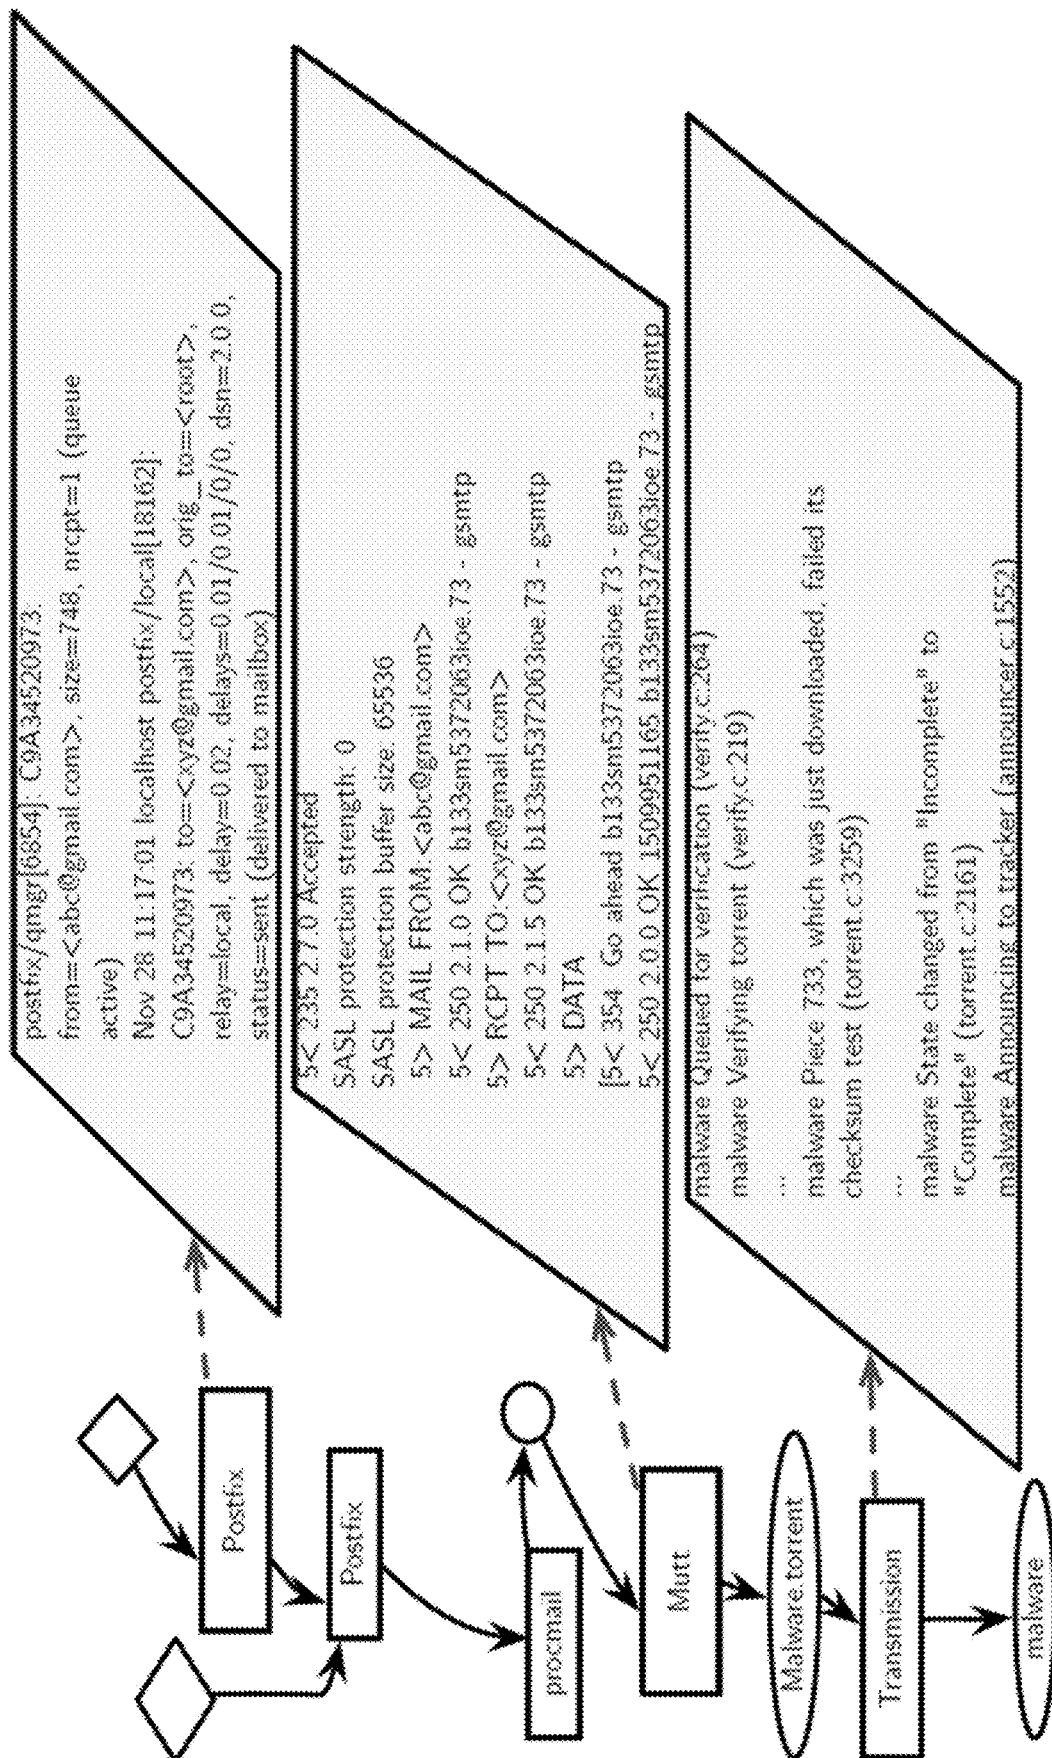 postfix/qmgr[6854]: C9A34520973:
from=<abc@gmail.com>, size=748, nrcpt=1 (queue
active)
Nov 28 11:17:01 localhost postfix/local[18162]:
C9A34520973: to=<xyz@gmail.com>, orig_to=<root>,
relay=local, delay=0.02, delays=0.01/0.01/0/0, dsn=2.0.0,
status=sent (delivered to mailbox)
5< 235 2.7.0 Accepted
SASL protection strength: 0
SASL protection buffer size: 65536
5> MAIL FROM:<abc@gmail.com>
5< 250 2.1.0 OK b133sm5372063ioe.73 - gsmtp
5> RCPT TO:<xyz@gmail.com>
5< 250 2.1.5 OK b133sm5372063ioe.73 - gsmtp
5> DATA
[5< 354 Go ahead b133sm5372063ioe.73 - gsmtp
5< 250 2.0.0 OK 1509951165 b133sm5372063ioe.73 - gsmtp
malware Queued for verification (verify.c:264)
malware Verifying torrent (verify.c:219)
...
malware Piece 733, which was just downloaded, failed its
checksum test (torrent.c:3259)
...
malware State changed from "Incomplete" to
"Complete" (torrent.c:2161)
malware Announcing to tracker (announcer.c:1552)
Postfix
Postfix
procmail
Mutt
Malware.torrent
Transmission
malware